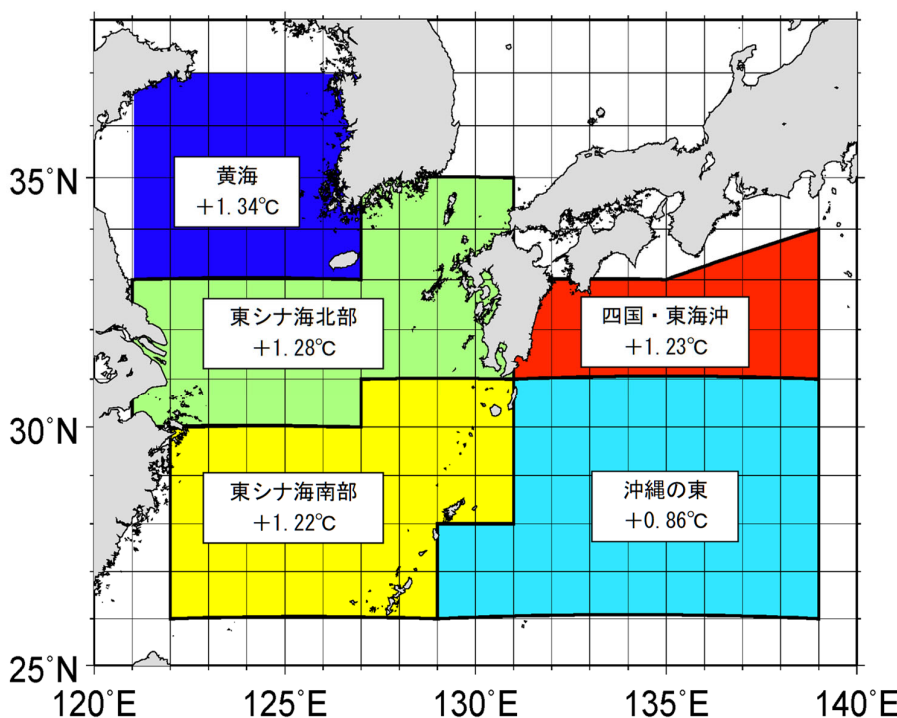 35°N
30°N
25°N
120°E
125°E
130°E
135°E
140°E
黄海
＋1.34℃
東シナ海北部
＋1.28℃
四国・東海沖
＋1.23℃
東シナ海南部
＋1.22℃
沖縄の東
＋0.86℃